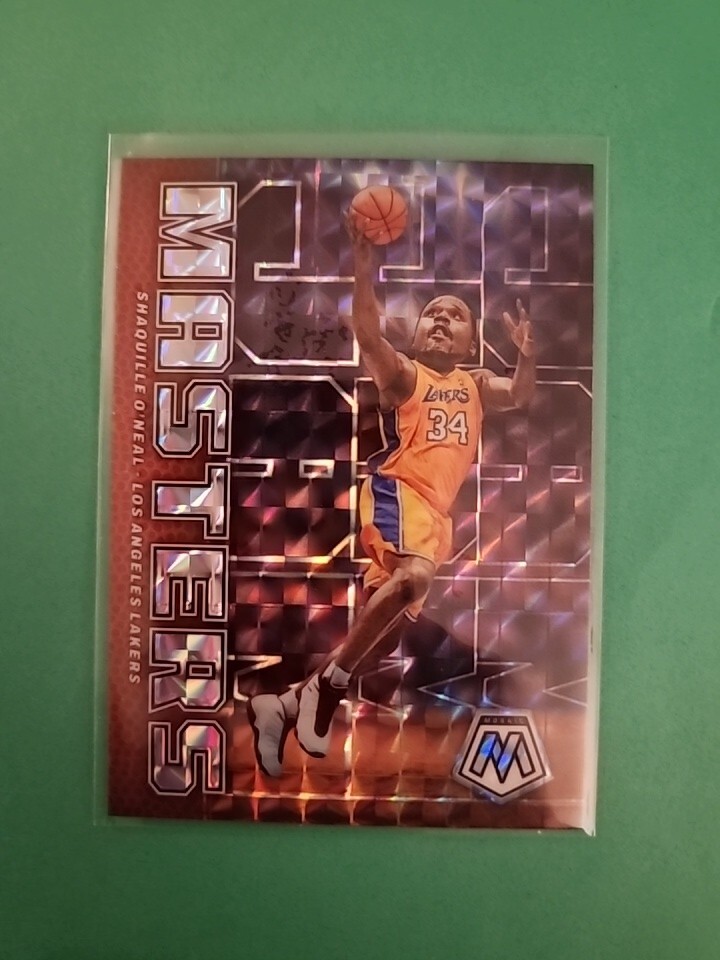 MASTERS
SHAQUILLE O'NEAL · LOS ANGELES LAKERS
LAKERS
34
MOSAIC
M